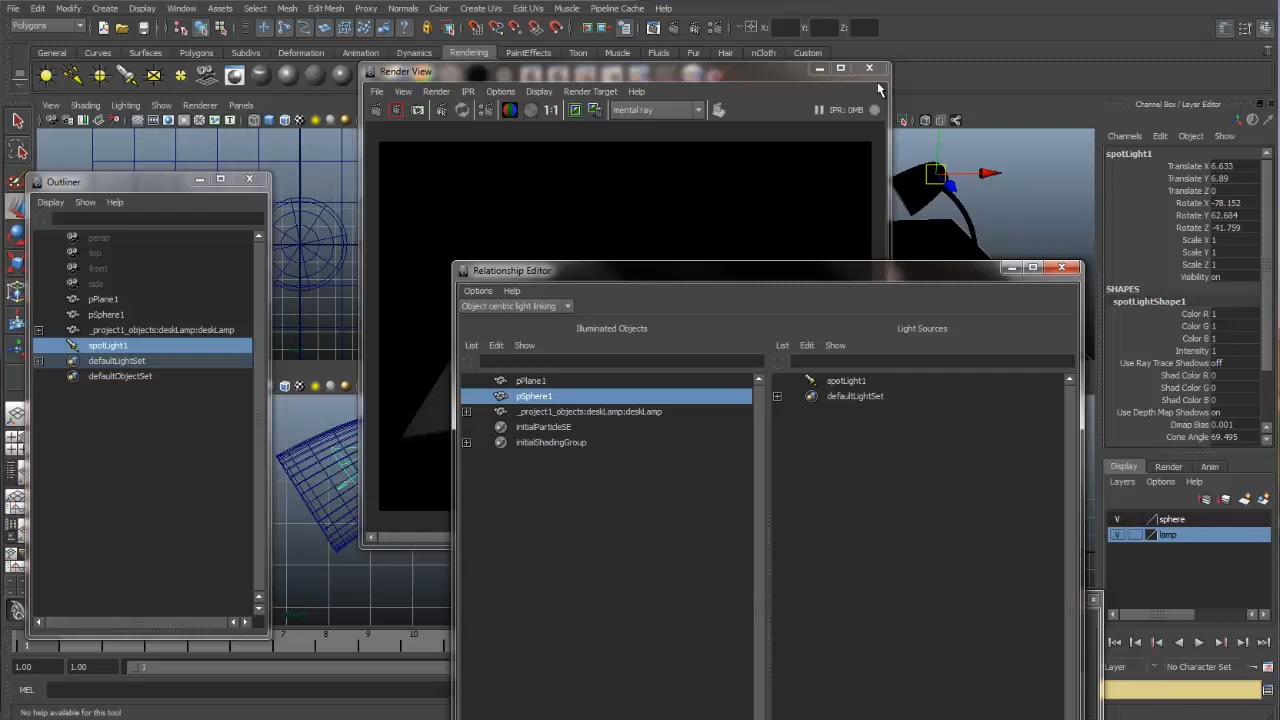 File Edit Modify Create Display Window Assets Select Mesh Edit Mesh Proxy Normals Color Create UVs Edit UVs Muscle Pipeline Cache Help
Polygons
X: Y: Z:
General Curves Surfaces Polygons Subdivs Deformation Animation Dynamics Rendering PaintEffects Toon Muscle Fluids Fur Hair nCloth Custom
View Shading Lighting Show Renderer Panels
Render View
File View Render IPR Options Display Render Target Help
1:1
mental ray
IPR: 0MB
Outliner
Display Show Help
persp
top
front
side
pPlane1
pSphere1
_project1_objects:deskLamp:deskLamp
spotLight1
defaultLightSet
defaultObjectSet
Relationship Editor
Options Help
Object centric light linking
Illuminated Objects
List Edit Show
pPlane1
pSphere1
_project1_objects:deskLamp:deskLamp
initialParticleSE
initialShadingGroup
Light Sources
List Edit Show
spotLight1
defaultLightSet
Channel Box / Layer Editor
Channels Edit Object Show
spotLight1
Translate X 6.633
Translate Y 6.89
Translate Z 0
Rotate X -78.152
Rotate Y 62.684
Rotate Z -41.759
Scale X 1
Scale Y 1
Scale Z 1
Visibility on
SHAPES
spotLightShape1
Color R 1
Color G 1
Color B 1
Intensity 1
Use Ray Trace Shadows off
Shad Color R 0
Shad Color G 0
Shad Color B 0
Use Depth Map Shadows on
Dmap Bias 0.001
Cone Angle 69.495
Display Render Anim
Layers Options Help
V sphere
V lamp
1 7 8 9 10
1.00 1.00 1
Layer No Character Set
MEL
No help available for this tool